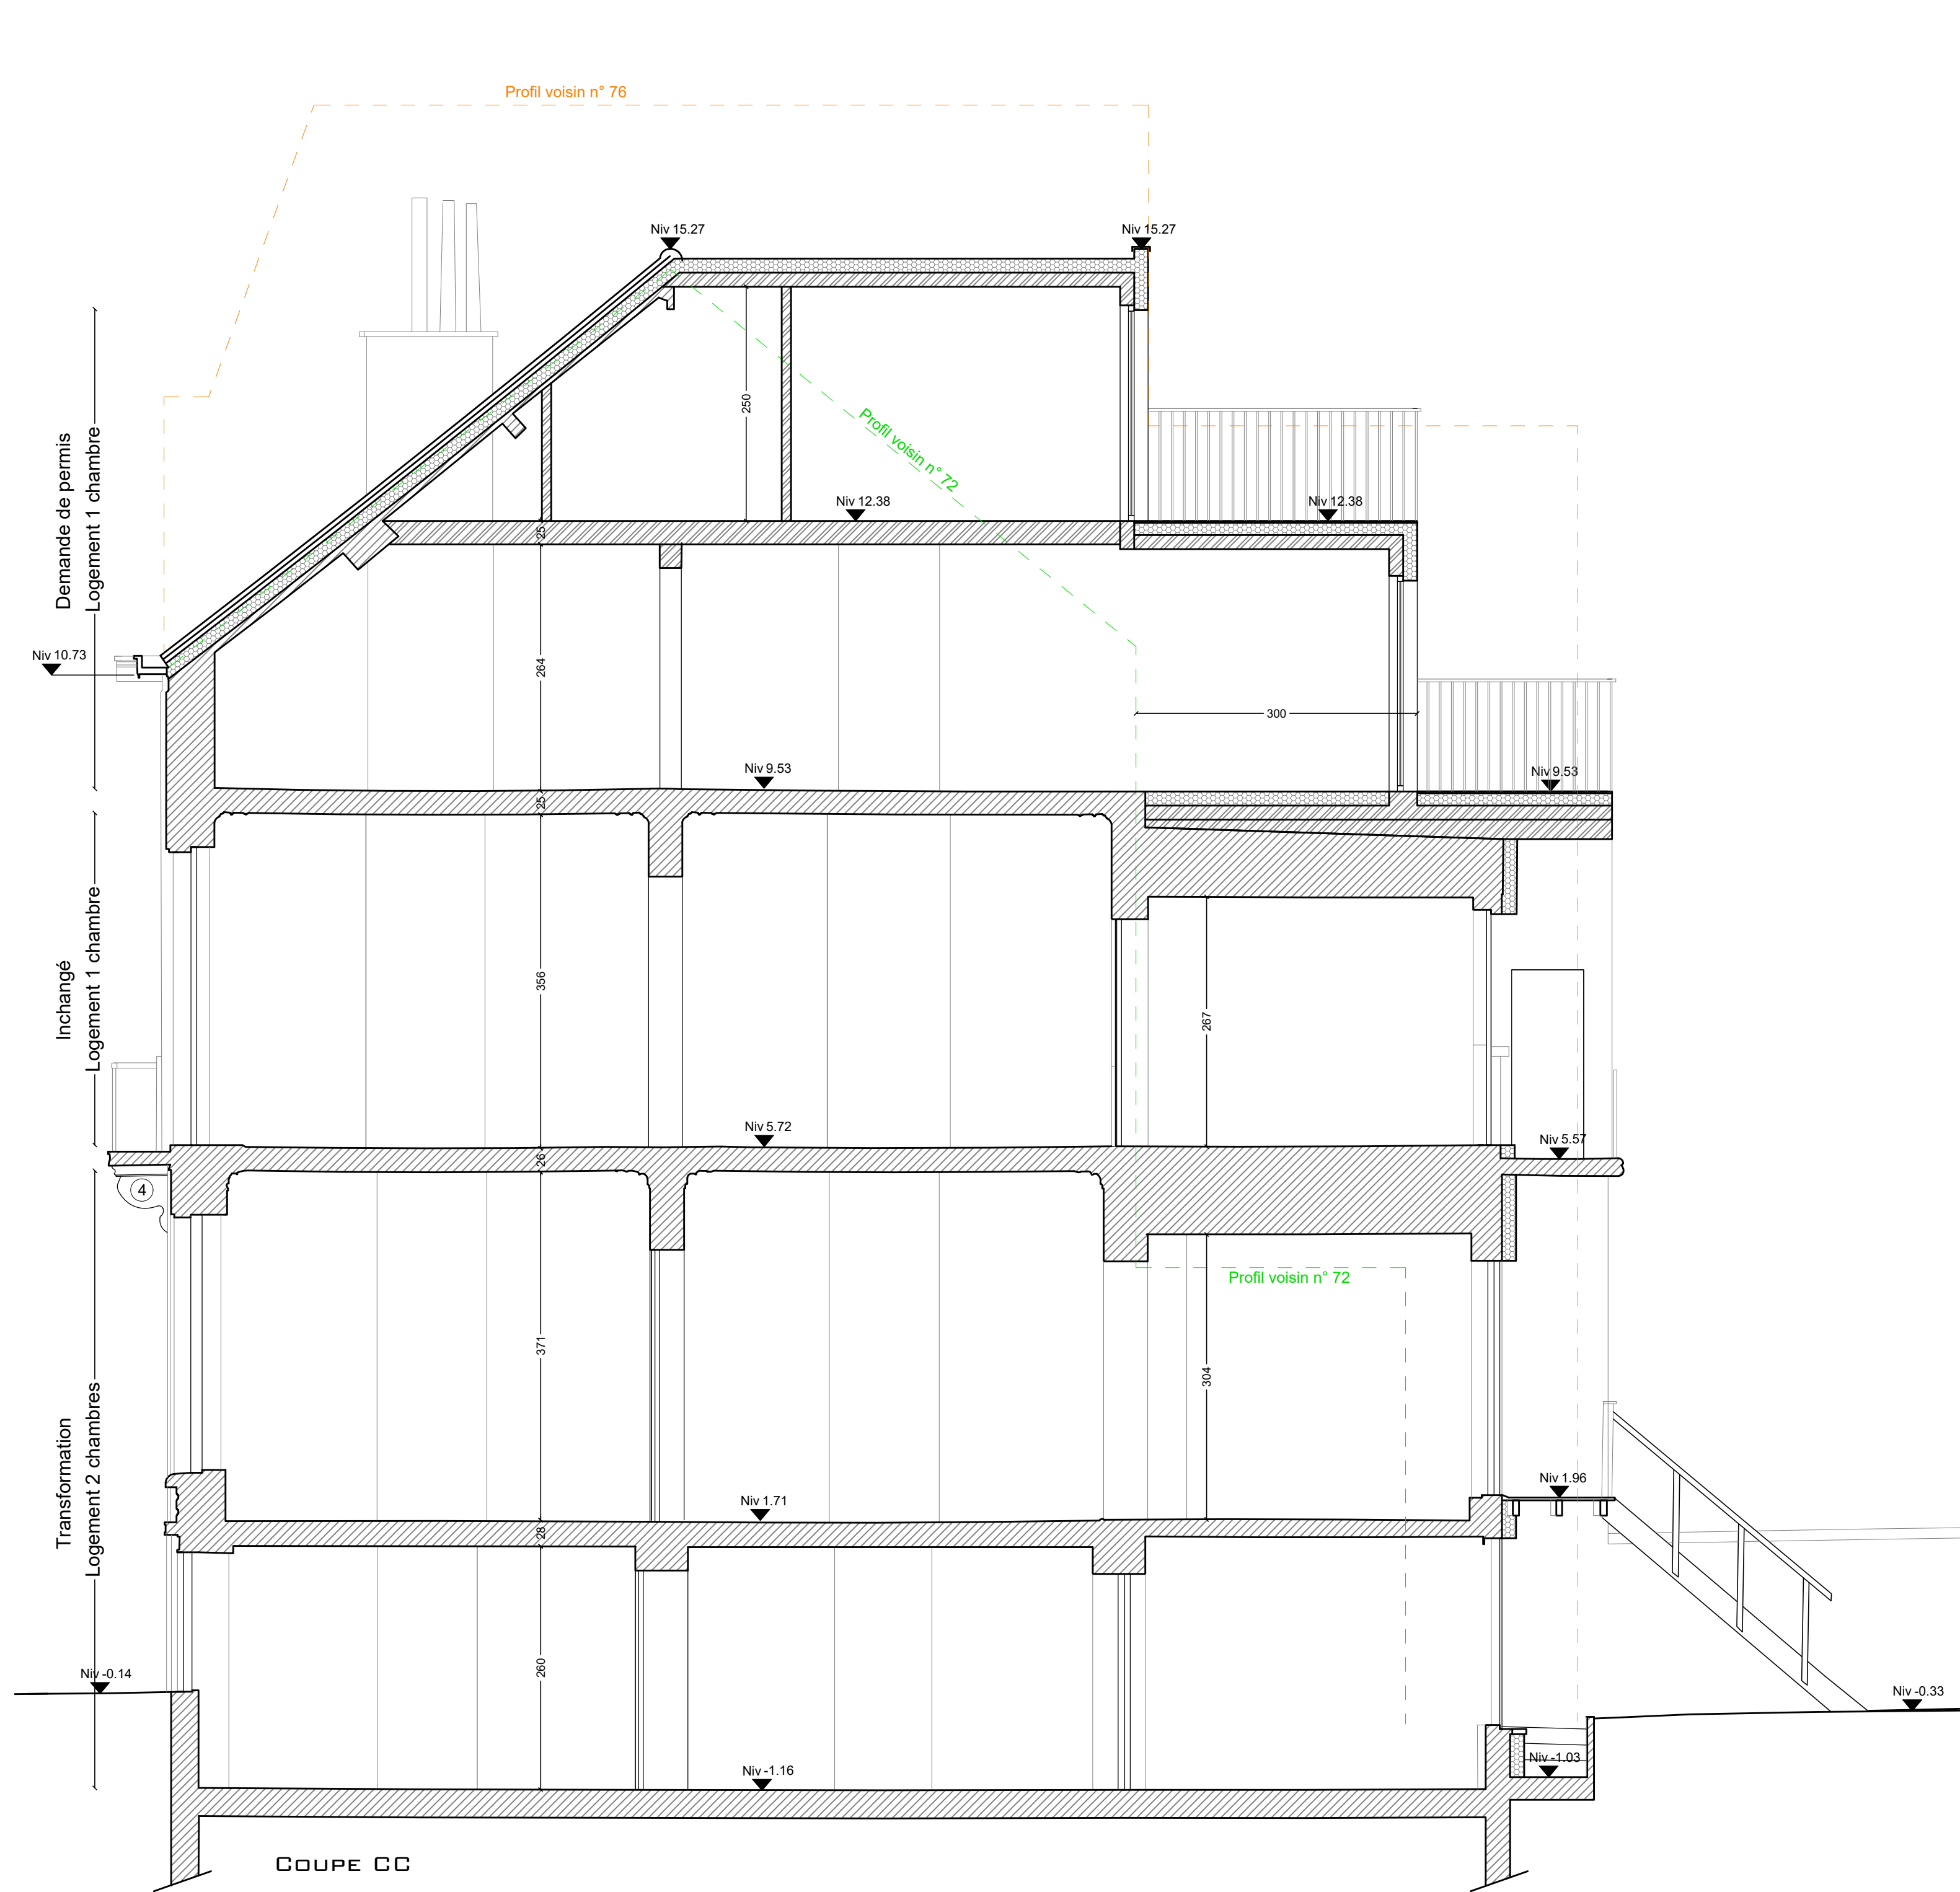 Profil voisin n° 76
Niv 15.27
Niv 15.27
Demande de permis
Logement 1 chambre
250
Profil voisin n° 72
Niv 12.38
Niv 12.38
25
Niv 10.73
264
300
Niv 9.53
Niv 9.53
25
Inchangé
Logement 1 chambre
356
267
Niv 5.72
Niv 5.57
26
4
Profil voisin n° 72
Transformation
Logement 2 chambres
371
304
Niv 1.96
Niv 1.71
28
260
Niv -0.14
Niv -0.33
Niv -1.03
Niv -1.16
Coupe CC